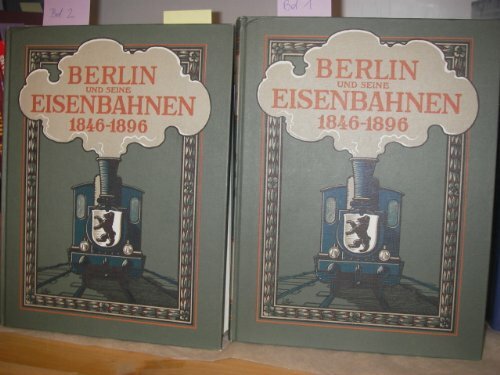 Bd 2
BERLIN
UND SEINE
EISENBAHNEN
1846-1896
Bd 1
BERLIN
UND SEINE
EISENBAHNEN
1846-1896